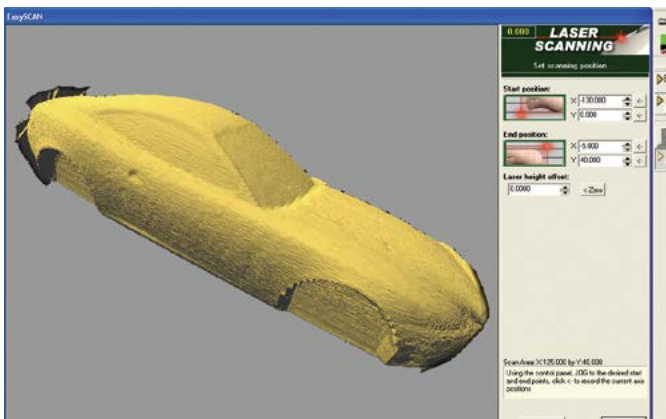 EasySCAN
0.000
LASER
SCANNING
Set scanning position
Start position:
X -130.000
Y 0.000
End position:
X -5.000
Y 40.000
Laser height offset:
0.0000 < Zero
Scan Area: X:125.000 by Y:40.000
Using the control panel, JOG to the desired start
and end points, click <- to record the current axis
positions